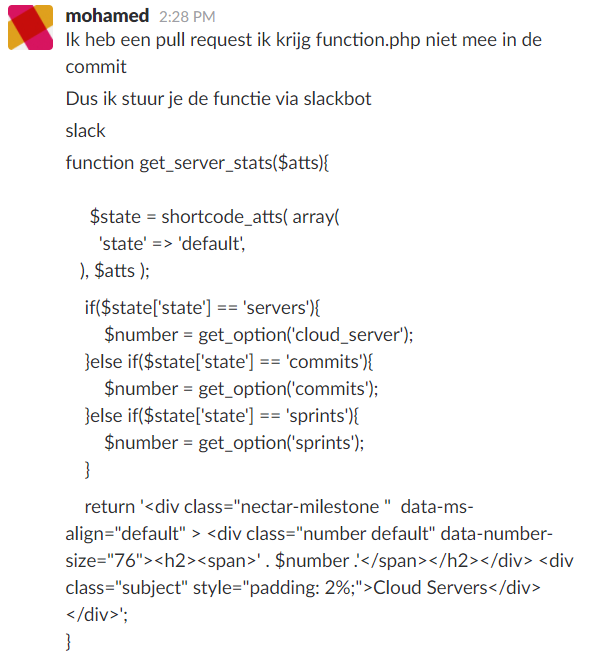 mohamed 2:28 PM
Ik heb een pull request ik krijg function.php niet mee in de
commit
Dus ik stuur je de functie via slackbot
slack
function get_server_stats($atts){
$state = shortcode_atts( array(
'state' => 'default',
), $atts );
if($state['state'] == 'servers'){
$number = get_option('cloud_server');
}else if($state['state'] == 'commits'){
$number = get_option('commits');
}else if($state['state'] == 'sprints'){
$number = get_option('sprints');
}
return '<div class="nectar-milestone "  data-ms-
align="default" > <div class="number default" data-number-
size="76"><h2><span>' . $number .'</span></h2></div> <div
class="subject" style="padding: 2%;">Cloud Servers</div>
</div>';
}